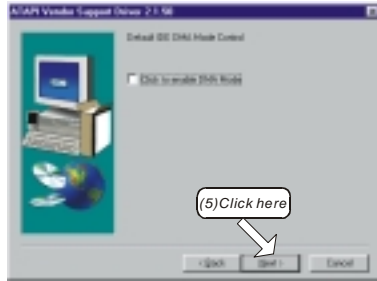 ATAPI Vendor Support Driver 2.1.90
Default IDE DMA Mode Control
Click to enable DMA Mode
(5)Click here
< Back
Next >
Cancel